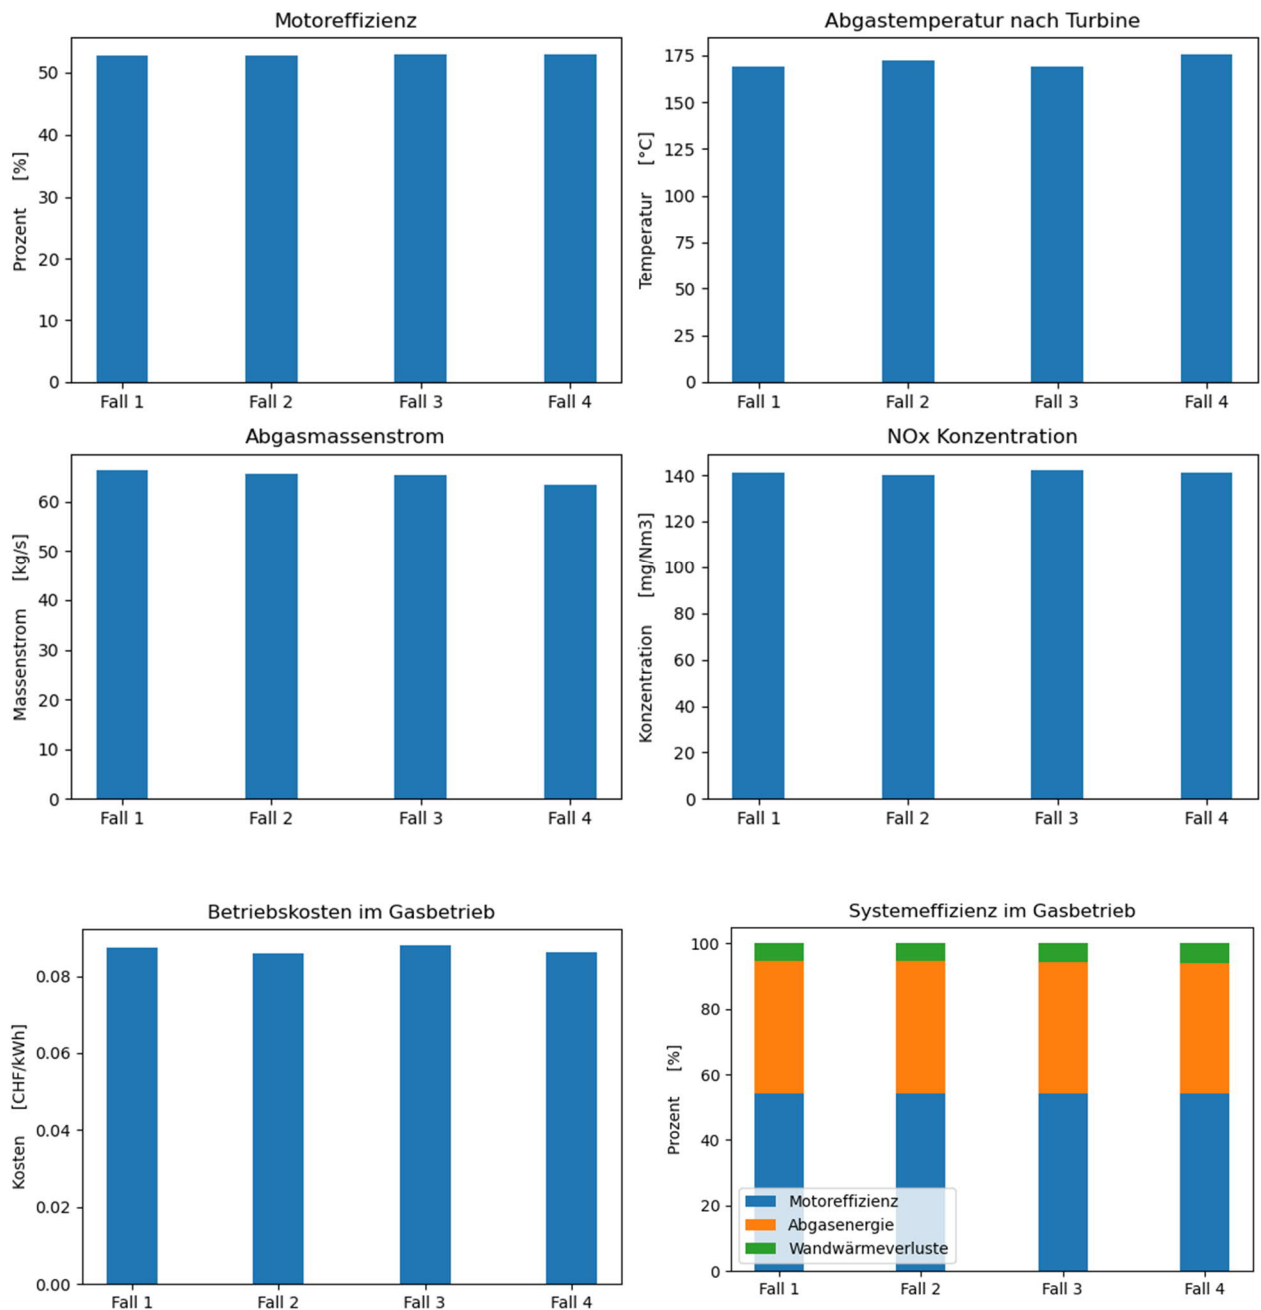 Motoreffizienz
Prozent [%]
50
40
30
20
10
0
Fall 1 Fall 2 Fall 3 Fall 4
Abgastemperatur nach Turbine
Temperatur [°C]
175
150
125
100
75
50
25
0
Fall 1 Fall 2 Fall 3 Fall 4
Abgasmassenstrom
Massenstrom [kg/s]
60
50
40
30
20
10
0
Fall 1 Fall 2 Fall 3 Fall 4
NOx Konzentration
Konzentration [mg/Nm3]
140
120
100
80
60
40
20
0
Fall 1 Fall 2 Fall 3 Fall 4
Betriebskosten im Gasbetrieb
Kosten [CHF/kWh]
0.08
0.06
0.04
0.02
0.00
Fall 1 Fall 2 Fall 3 Fall 4
Systemeffizienz im Gasbetrieb
Prozent [%]
100
80
60
40
20
0
Motoreffizienz
Abgasenergie
Wandwärmeverluste
Fall 1 Fall 2 Fall 3 Fall 4